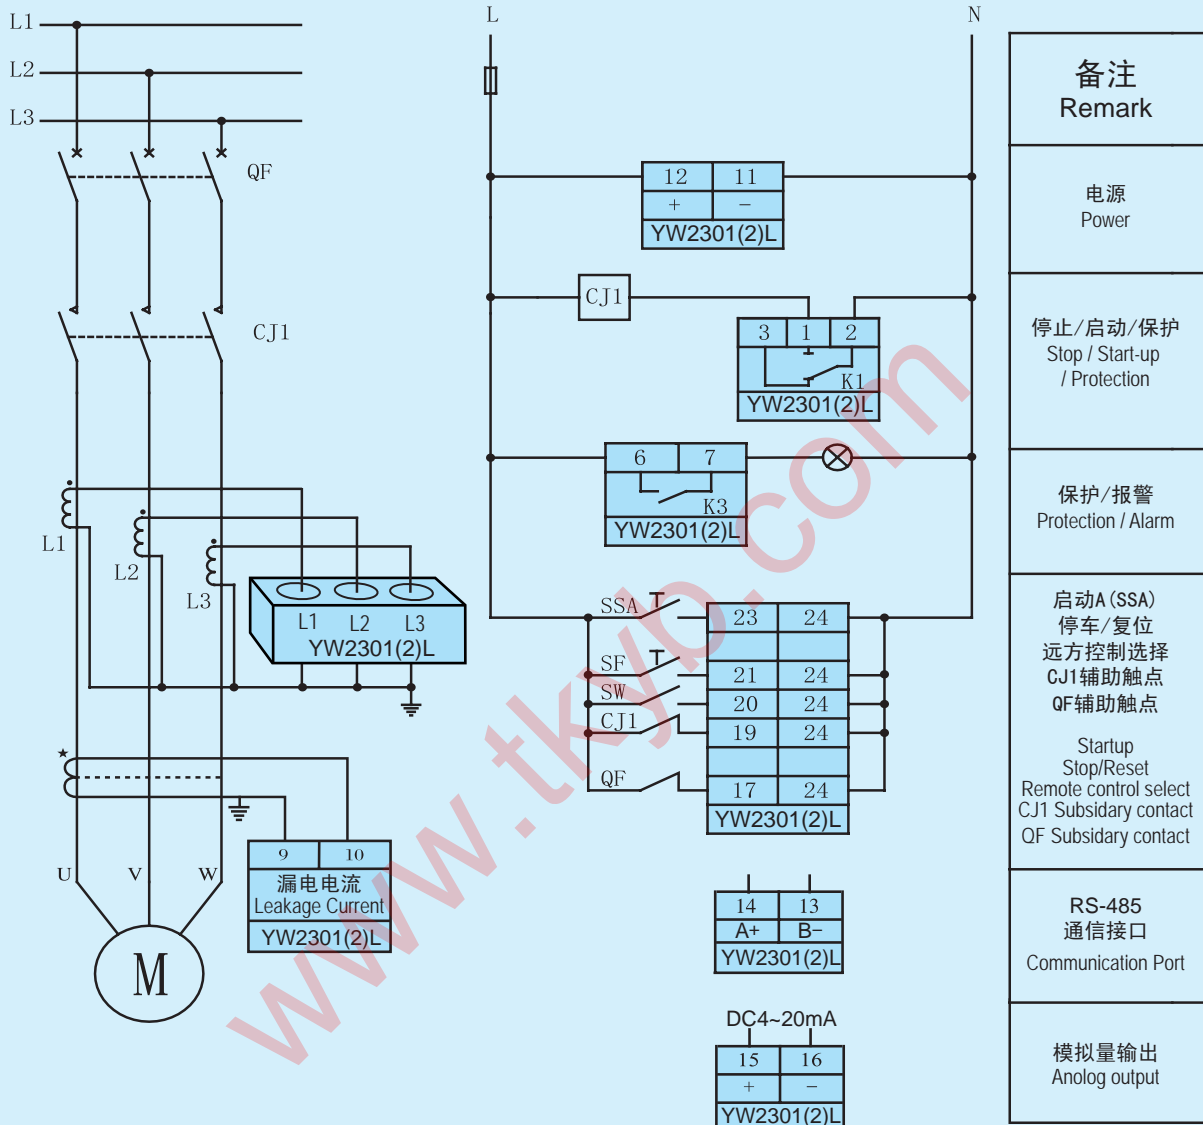 L1
L2
L3
QF
CJ1
L1
L2
L3
L1 L2 L3
YW2301(2)L
★
9 10
漏电电流
Leakage Current
YW2301(2)L
U V W
M
L N
12 11
+ −
YW2301(2)L
CJ1
3 1 2
K1
YW2301(2)L
6 7
K3
YW2301(2)L
SSA 23 24
SF 21 24
SW 20 24
CJ1 19 24
QF 17 24
YW2301(2)L
14 13
A+ B−
YW2301(2)L
DC4~20mA
15 16
+ −
YW2301(2)L
备注
Remark
电源
Power
停止/启动/保护
Stop / Start-up
/ Protection
保护/报警
Protection / Alarm
启动A(SSA)
停车/复位
远方控制选择
CJ1辅助触点
QF辅助触点
Startup
Stop/Reset
Remote control select
CJ1 Subsidary contact
QF Subsidary contact
RS-485
通信接口
Communication Port
模拟量输出
Anolog output
www.tkyb.com